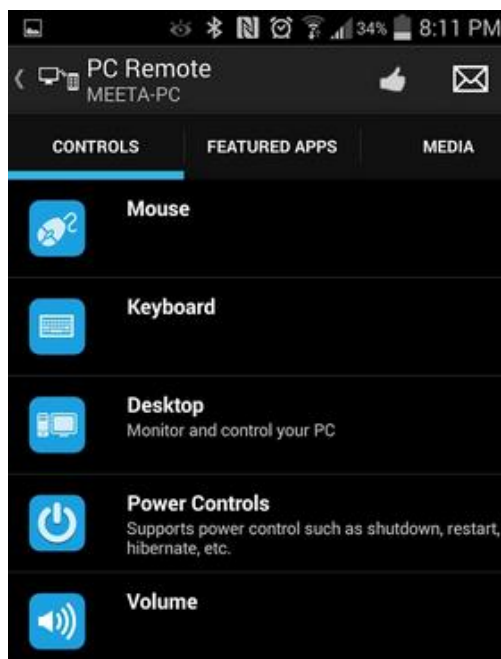 34% 8:11 PM
PC Remote
MEETA-PC
CONTROLS FEATURED APPS MEDIA
Mouse
Keyboard
Desktop
Monitor and control your PC
Power Controls
Supports power control such as shutdown, restart,
hibernate, etc.
Volume